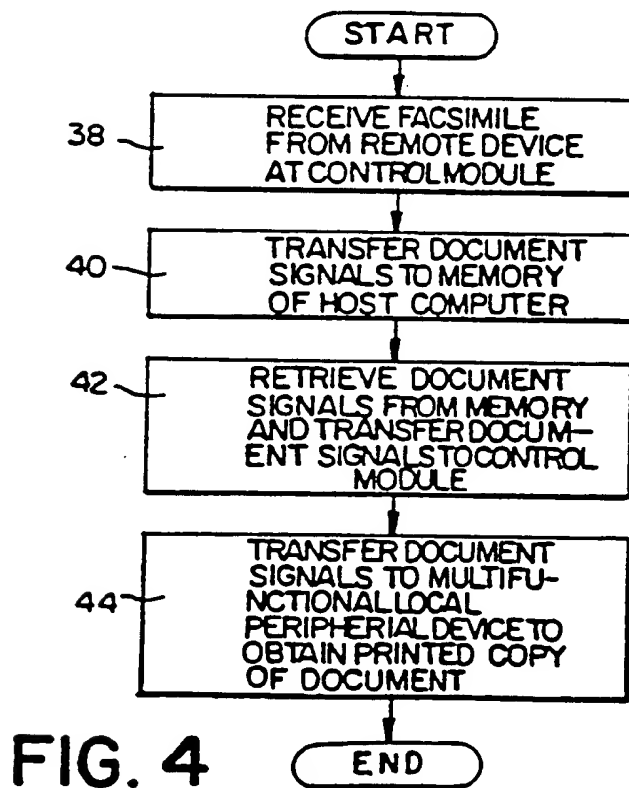 START
38
RECEIVE FACSIMILE
FROM REMOTE DEVICE
AT CONTROL MODULE
40
TRANSFER DOCUMENT
SIGNALS TO MEMORY
OF HOST COMPUTER
42
RETRIEVE DOCUMENT
SIGNALS FROM MEMORY
AND TRANSFER DOCUM-
ENT SIGNALS TO CONTROL
MODULE
44
TRANSFER DOCUMENT
SIGNALS TO MULTIFU-
NCTIONAL LOCAL
PERIPHERIAL DEVICE TO
OBTAIN PRINTED COPY
OF DOCUMENT
END
FIG. 4